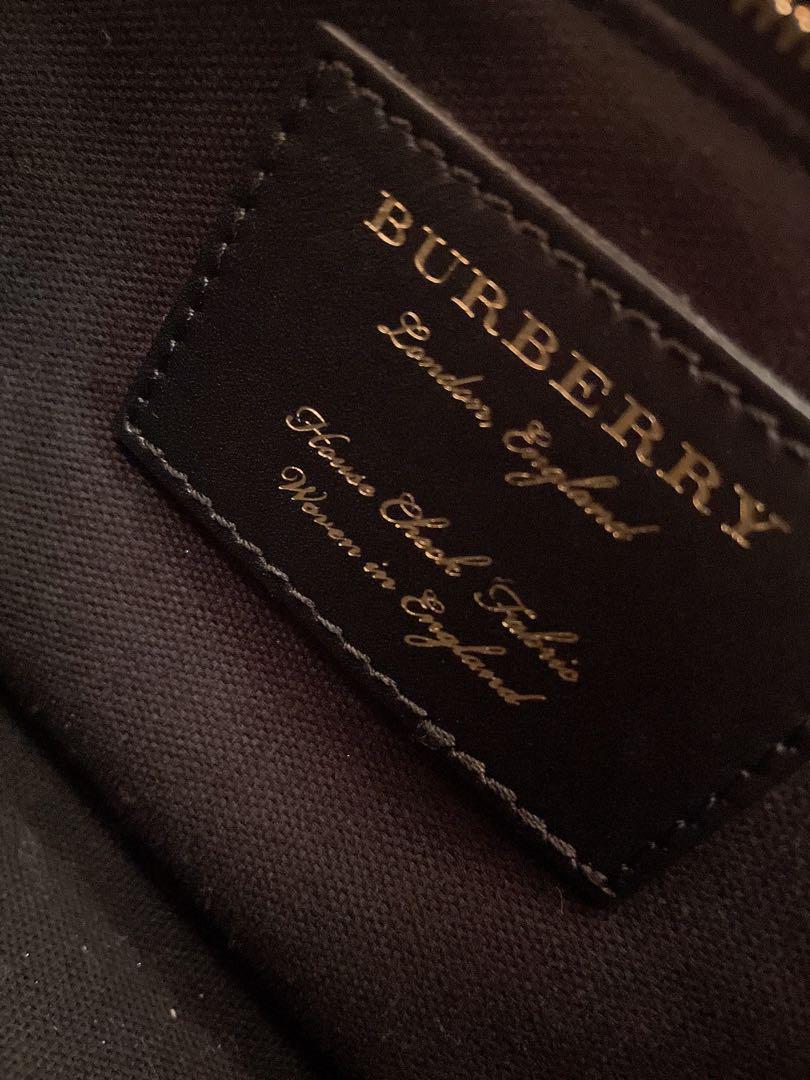 BURBERRY
London, England
House Check Fabric
Woven in England